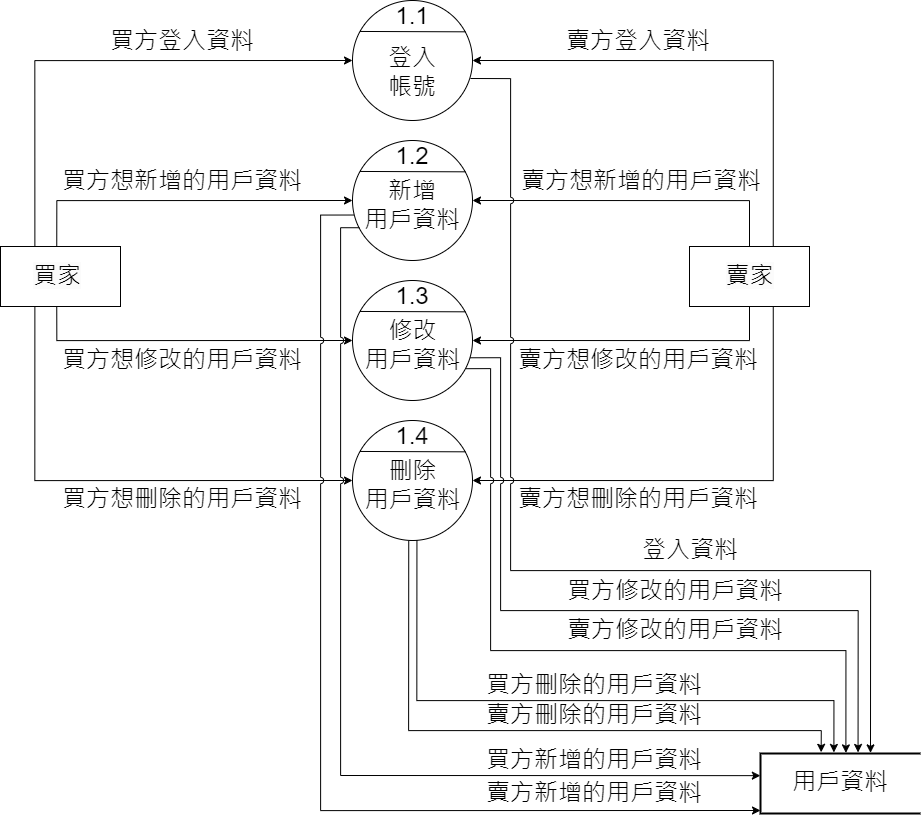 1.1
買方登入資料
賣方登入資料
登入
帳號
1.2
買方想新增的用戶資料
賣方想新增的用戶資料
新增
用戶資料
買家
賣家
1.3
修改
用戶資料
買方想修改的用戶資料
賣方想修改的用戶資料
1.4
刪除
用戶資料
買方想刪除的用戶資料
賣方想刪除的用戶資料
登入資料
買方修改的用戶資料
賣方修改的用戶資料
買方刪除的用戶資料
賣方刪除的用戶資料
買方新增的用戶資料
用戶資料
賣方新增的用戶資料